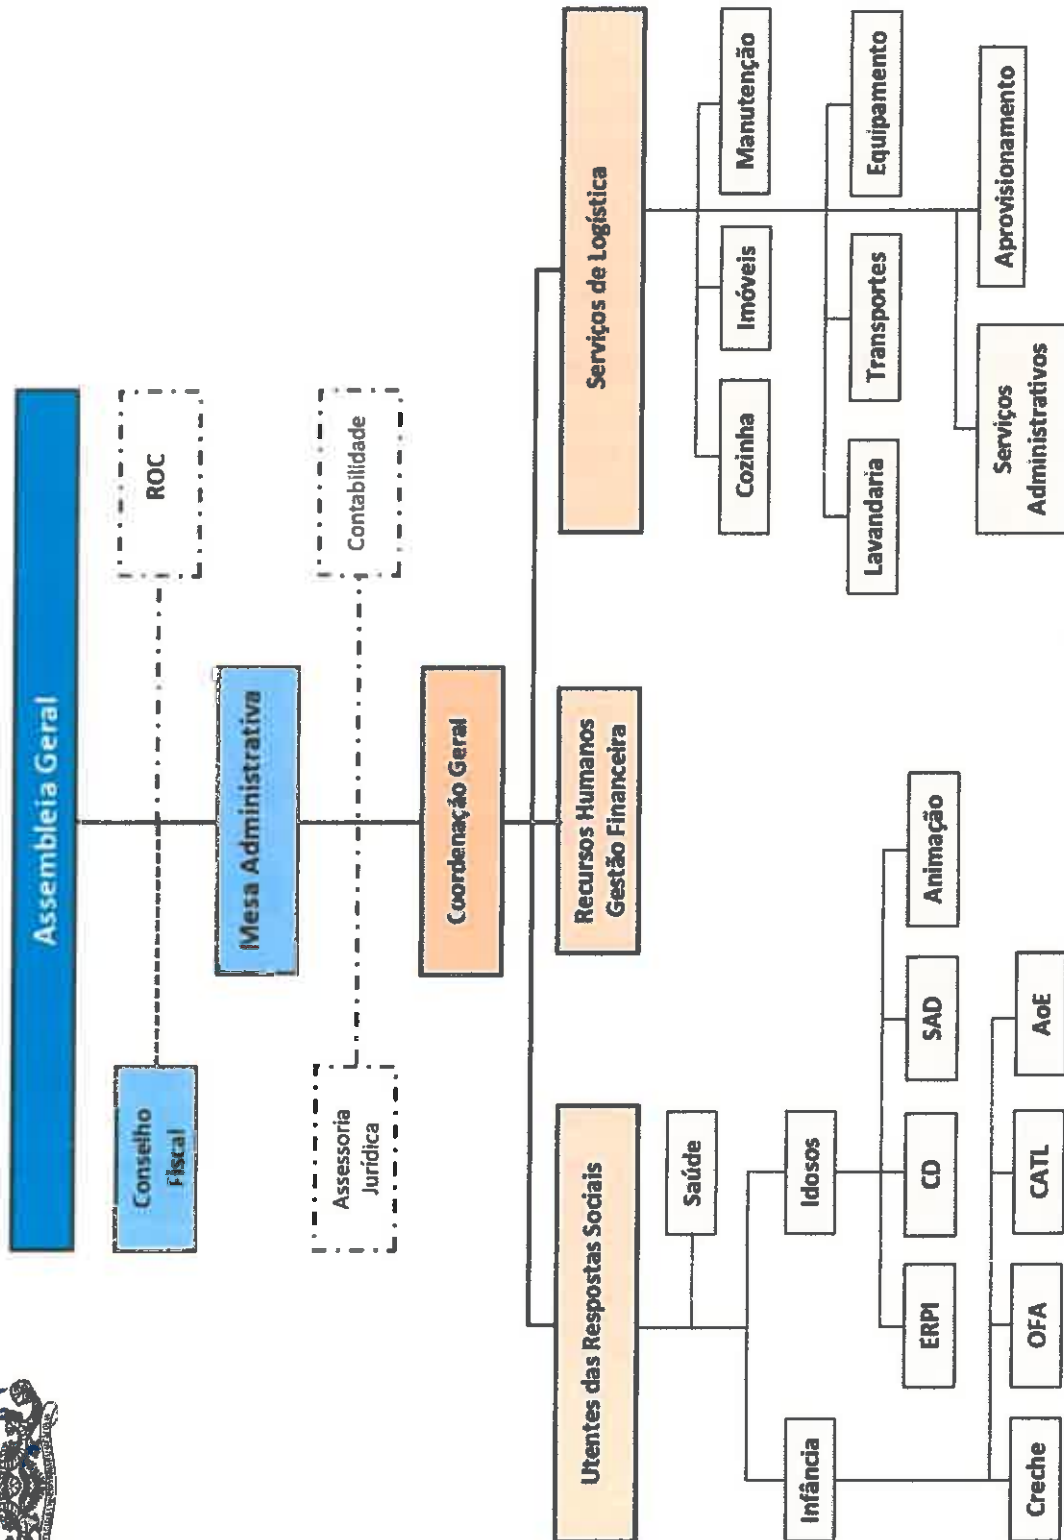 Assembleia Geral
Conselho
Fiscal
ROC
Mesa Administrativa
Assessoria
Jurídica
Contabilidade
Coordenação Geral
Utentes das Respostas Sociais
Recursos Humanos
Gestão Financeira
Serviços de Logística
Saúde
Infância
Idosos
ERPI
CD
SAD
Animação
Creche
OFA
CATL
AoE
Cozinha
Imóveis
Manutenção
Lavandaria
Transportes
Equipamento
Serviços
Administrativos
Aprovisionamento